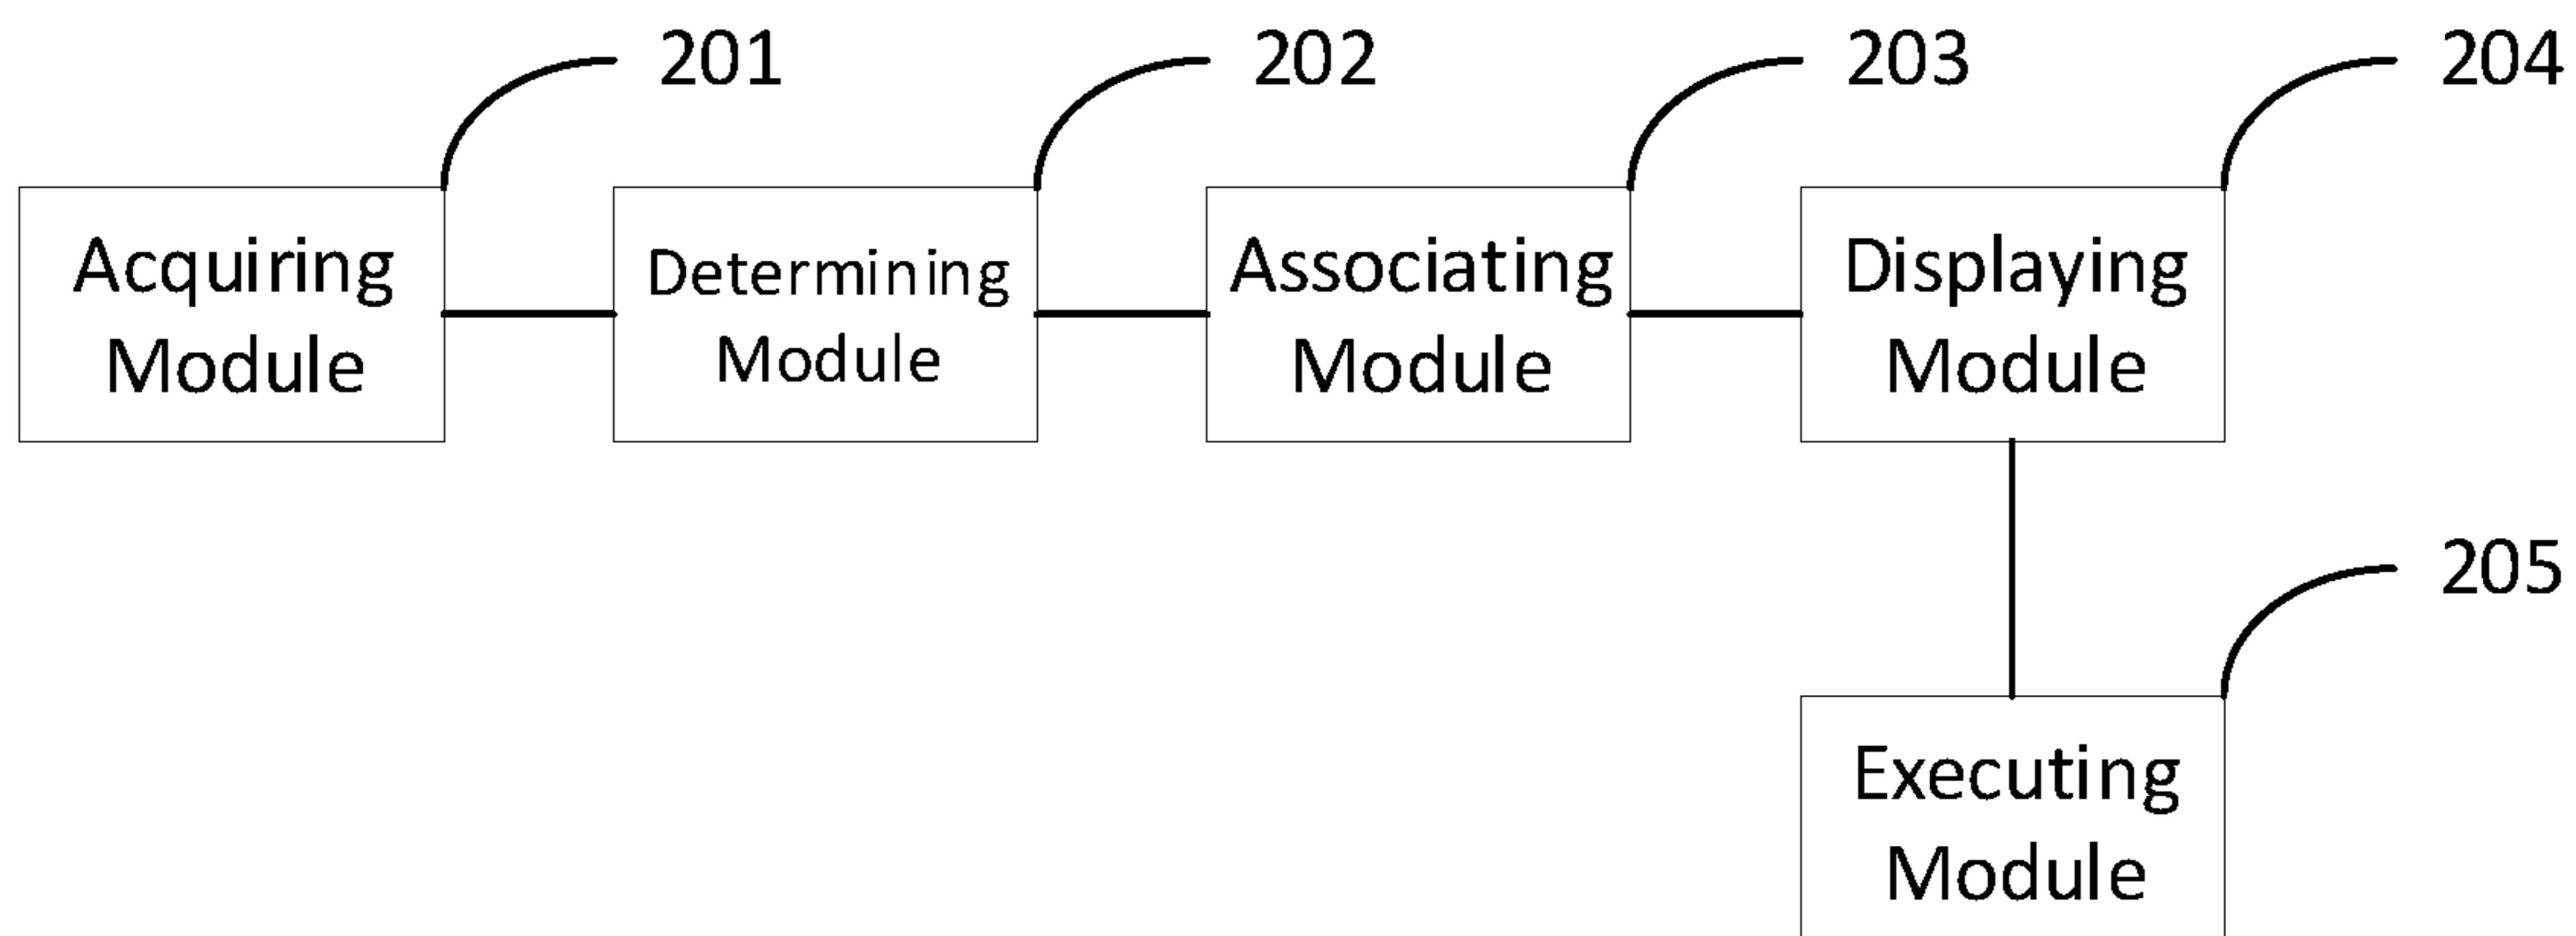 201
202
203
204
Acquiring
Module
Determining
Module
Associating
Module
Displaying
Module
205
Executing
Module